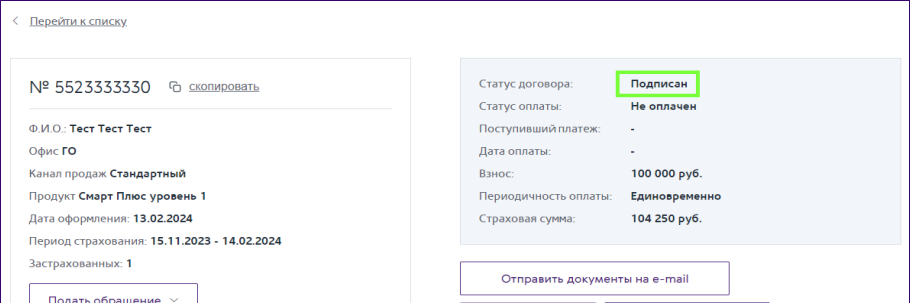 Перейти к списку
№ 5523333330 скопировать
Ф.И.О.: Тест Тест Тест
Офис ГО
Канал продаж Стандартный
Продукт Смарт Плюс уровень 1
Дата оформления: 13.02.2024
Период страхования: 15.11.2023 - 14.02.2024
Застрахованных: 1
Подать обращение
Статус договора: Подписан
Статус оплаты: Не оплачен
Поступивший платеж: -
Дата оплаты: -
Взнос: 100 000 руб.
Периодичность оплаты: Единовременно
Страховая сумма: 104 250 руб.
Отправить документы на e-mail